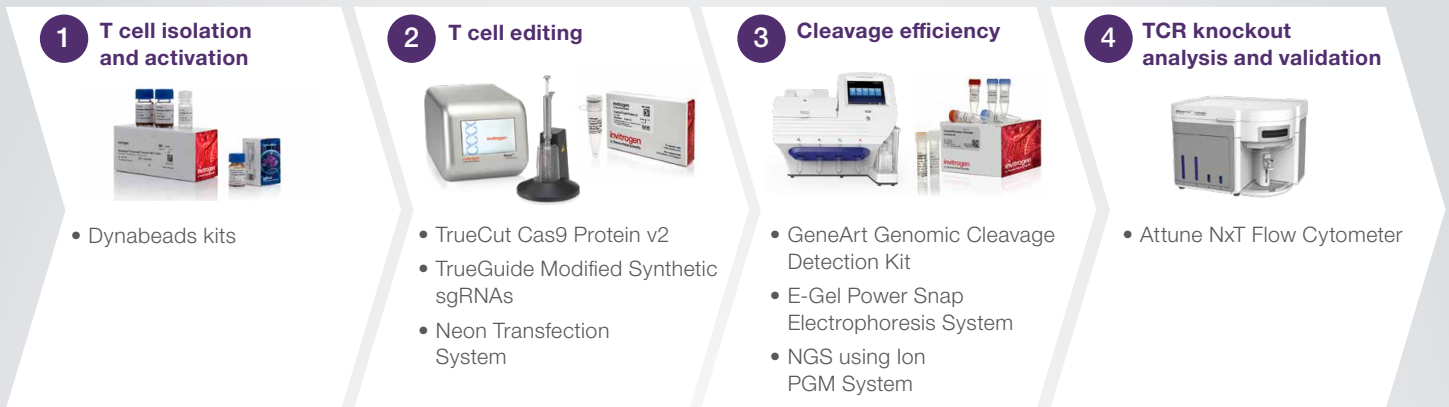 1
T cell isolation
and activation
• Dynabeads kits
2
T cell editing
invitrogen
invitrogen
• TrueCut Cas9 Protein v2
• TrueGuide Modified Synthetic
sgRNAs
• Neon Transfection
System
3
Cleavage efficiency
• GeneArt Genomic Cleavage
Detection Kit
• E-Gel Power Snap
Electrophoresis System
• NGS using Ion
PGM System
4
TCR knockout
analysis and validation
• Attune NxT Flow Cytometer